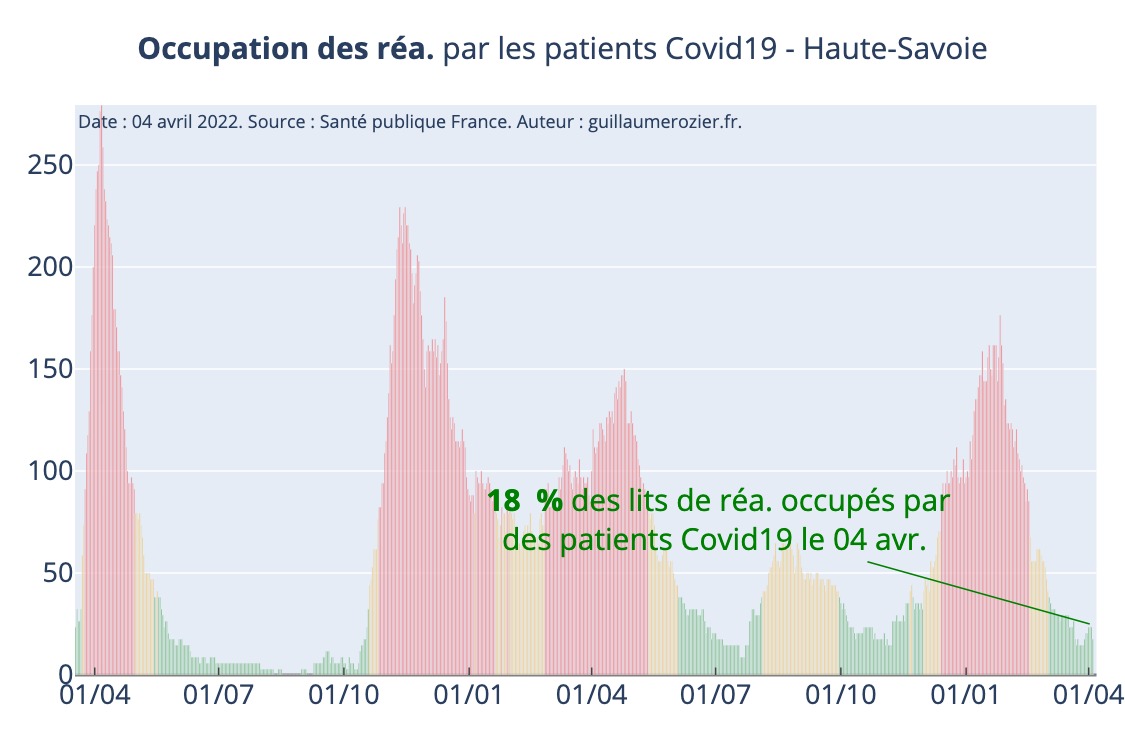 Occupation des réa. par les patients Covid19 - Haute-Savoie
Date : 04 avril 2022. Source : Santé publique France. Auteur : guillaumerozier.fr.
250
200
150
100
50
0
18 % des lits de réa. occupés par
des patients Covid19 le 04 avr.
01/04 01/07 01/10 01/01 01/04 01/07 01/10 01/01 01/04